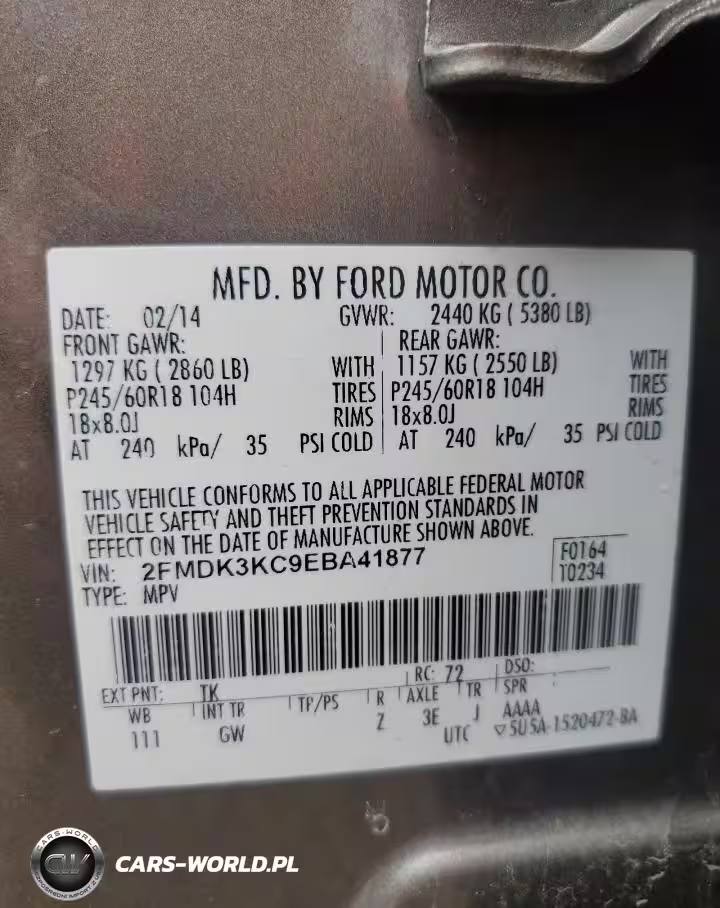 MFD. BY FORD MOTOR CO.
DATE: 02/14 GVWR: 2440 KG ( 5380 LB)
FRONT GAWR: REAR GAWR:
1297 KG ( 2860 LB) WITH 1157 KG ( 2550 LB) WITH
P245/60R18 104H TIRES P245/60R18 104H TIRES
18x8.0J RIMS 18x8.0J RIMS
AT 240 kPa/ 35 PSI COLD AT 240 kPa/ 35 PSI COLD
THIS VEHICLE CONFORMS TO ALL APPLICABLE FEDERAL MOTOR
VEHICLE SAFETY AND THEFT PREVENTION STANDARDS IN
EFFECT ON THE DATE OF MANUFACTURE SHOWN ABOVE.
VIN: 2FMDK3KC9EBA41877 F0164
TYPE: MPV T0234
EXT PNT: TK RC: 72 DSO:
WB INT TR TP/PS R AXLE TR SPR
111 GW Z 3E J AAAA
UTC ▽5U5A-1520472-BA
CARS-WORLD
CW
CARS-WORLD.PL